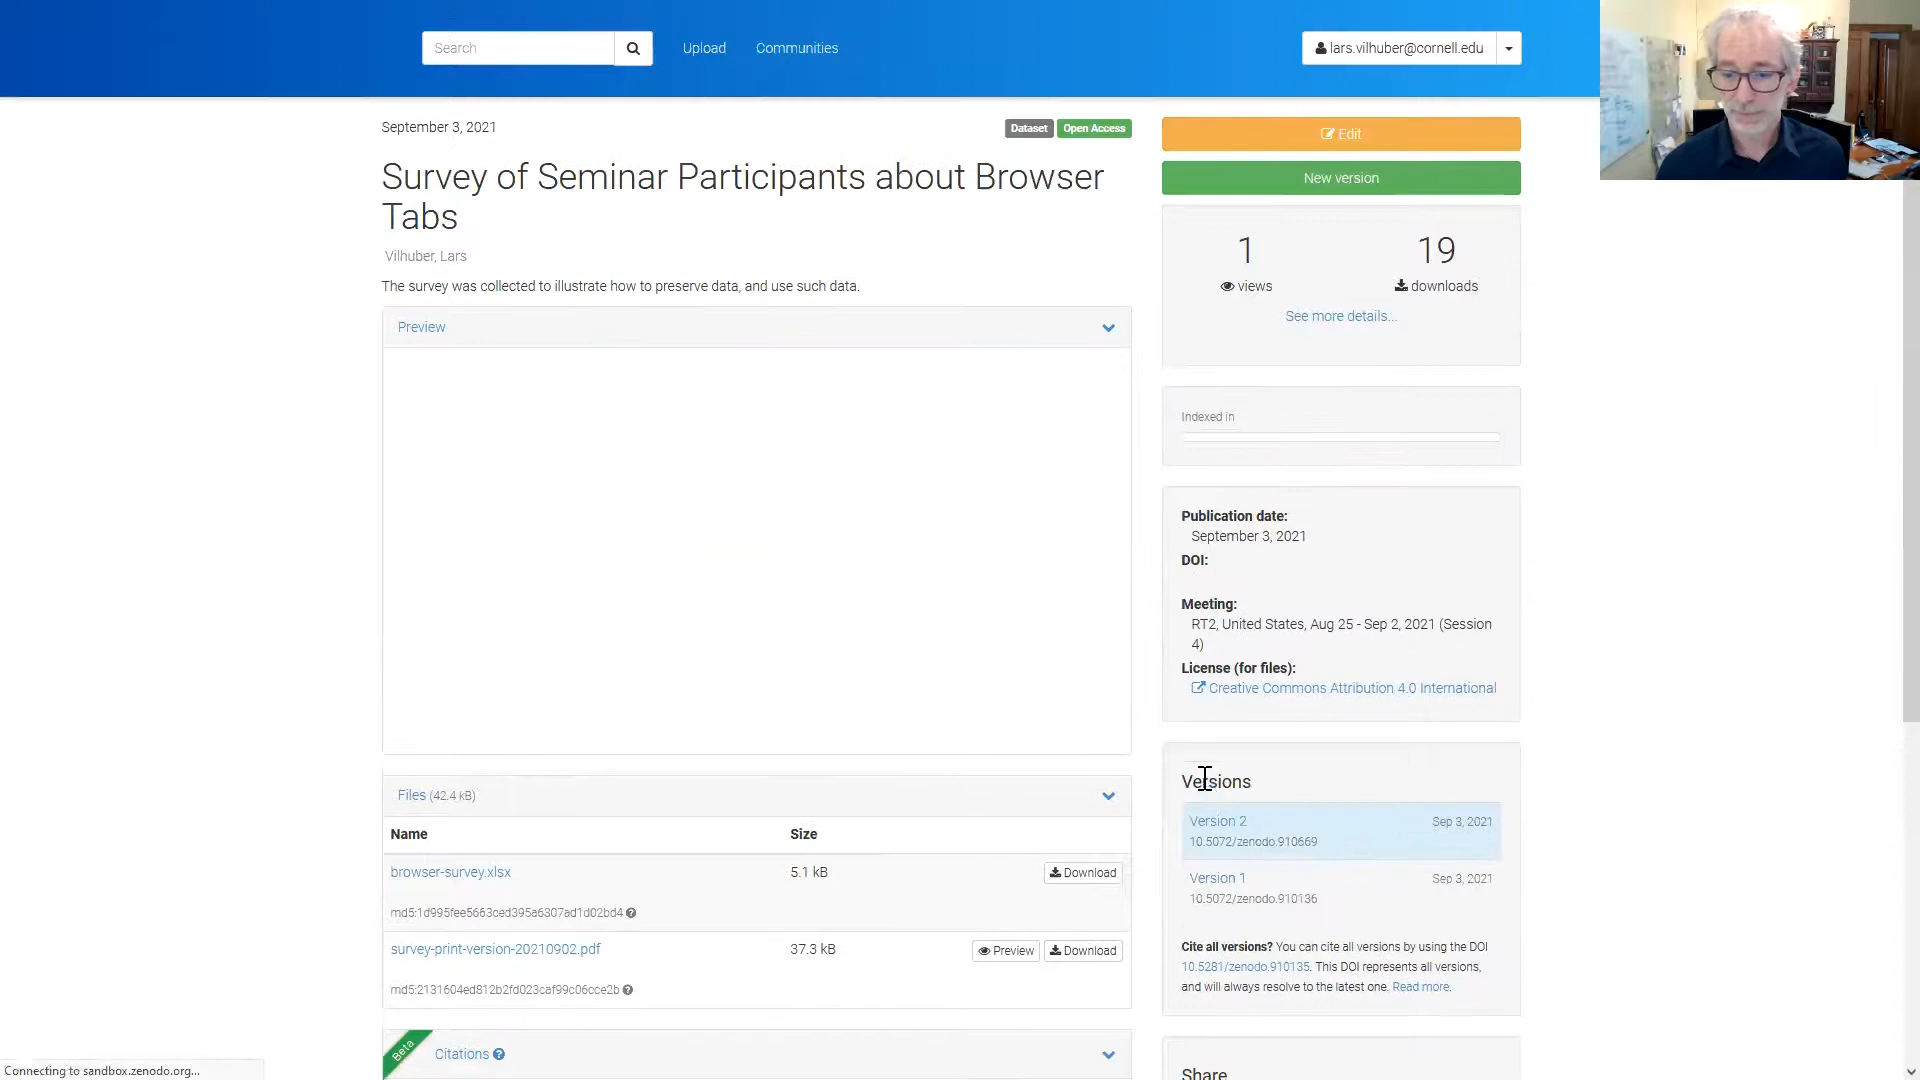 Search
Upload
Communities
lars.vilhuber@cornell.edu
September 3, 2021
Dataset
Open Access
Survey of Seminar Participants about Browser
Tabs
Vilhuber, Lars
The survey was collected to illustrate how to preserve data, and use such data.
Preview
Files (42.4 kB)
Name Size
browser-survey.xlsx 5.1 kB Download
md5:1d995fee5663ced395a6307ad1d02bd4
survey-print-version-20210902.pdf 37.3 kB Preview Download
md5:2131604ed812b2fd023caf99c06cce2b
Beta
Citations
Edit
New version
1 19
views downloads
See more details...
Indexed in
Publication date:
September 3, 2021
DOI:
Meeting:
RT2, United States, Aug 25 - Sep 2, 2021 (Session
4)
License (for files):
Creative Commons Attribution 4.0 International
Versions
Version 2 Sep 3, 2021
10.5072/zenodo.910669
Version 1 Sep 3, 2021
10.5072/zenodo.910136
Cite all versions? You can cite all versions by using the DOI
10.5281/zenodo.910135. This DOI represents all versions,
and will always resolve to the latest one. Read more.
Share
Connecting to sandbox.zenodo.org...